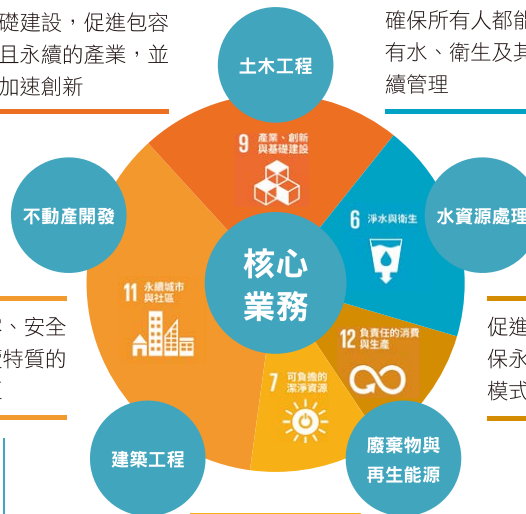 礎建設，促進包容
且永續的產業，並
加速創新
確保所有人都能
有水、衛生及其
續管理
土木工程
9 產業、創新
與基礎建設
不動產開發
6 淨水與衛生
水資源處理
核心
業務
11 永續城市
與社區
、安全
特質的
12 負責任的消費
與生產
促進
保永
模式
7 可負擔的
潔淨資源
建築工程
廢棄物與
再生能源